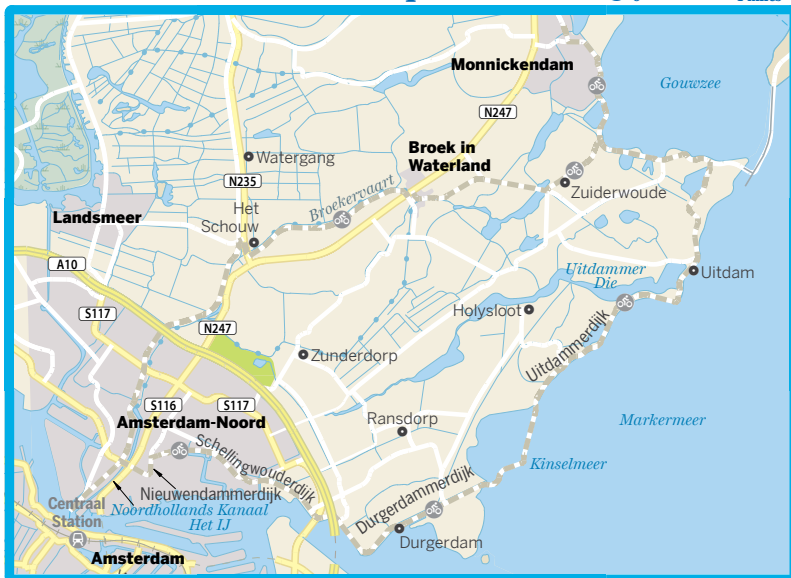 Monnickendam
Gouwzee
N247
Broek in
Waterland
Watergang
N235
Broekervaart
Zuiderwoude
Landsmeer
Het
Schouw
A10
Uitdammer
Die
Uitdam
S117
Holysloot
N247
Zunderdorp
Uitdammerdijk
S116
S117
Amsterdam-Noord
Ransdorp
Markermeer
Schellingwouderdijk
Kinselmeer
Nieuwendammerdijk
Durgerdammerdijk
Centraal
Station
Noordhollands Kanaal
Het IJ
Durgerdam
Amsterdam